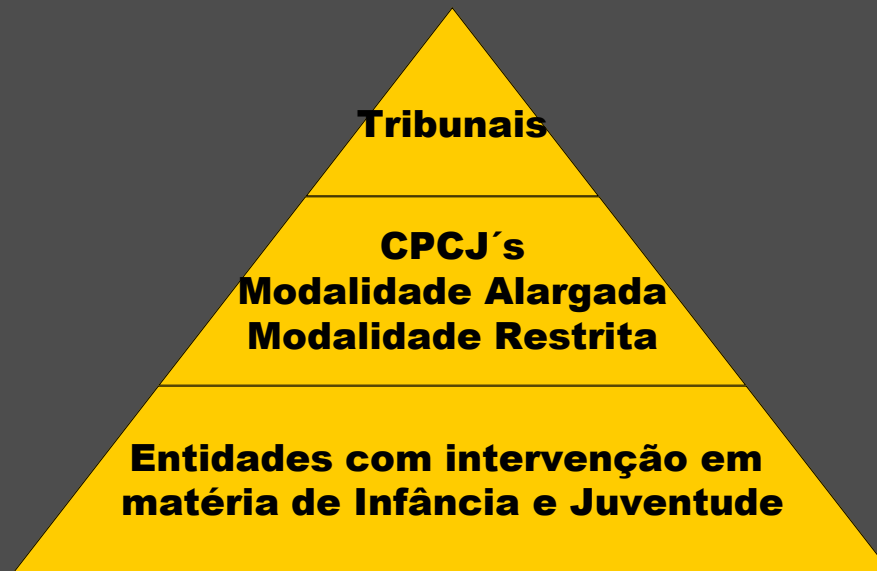 Tribunais
CPCJ´s
Modalidade Alargada
Modalidade Restrita
Entidades com intervenção em
matéria de Infância e Juventude